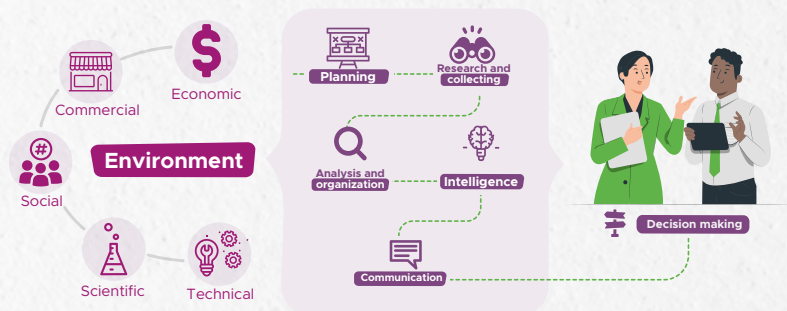 Economic
Commercial
Environment
#
Social
Scientific
Technical
Planning
Research and
collecting
Analysis and
organization
Intelligence
Communication
Decision making